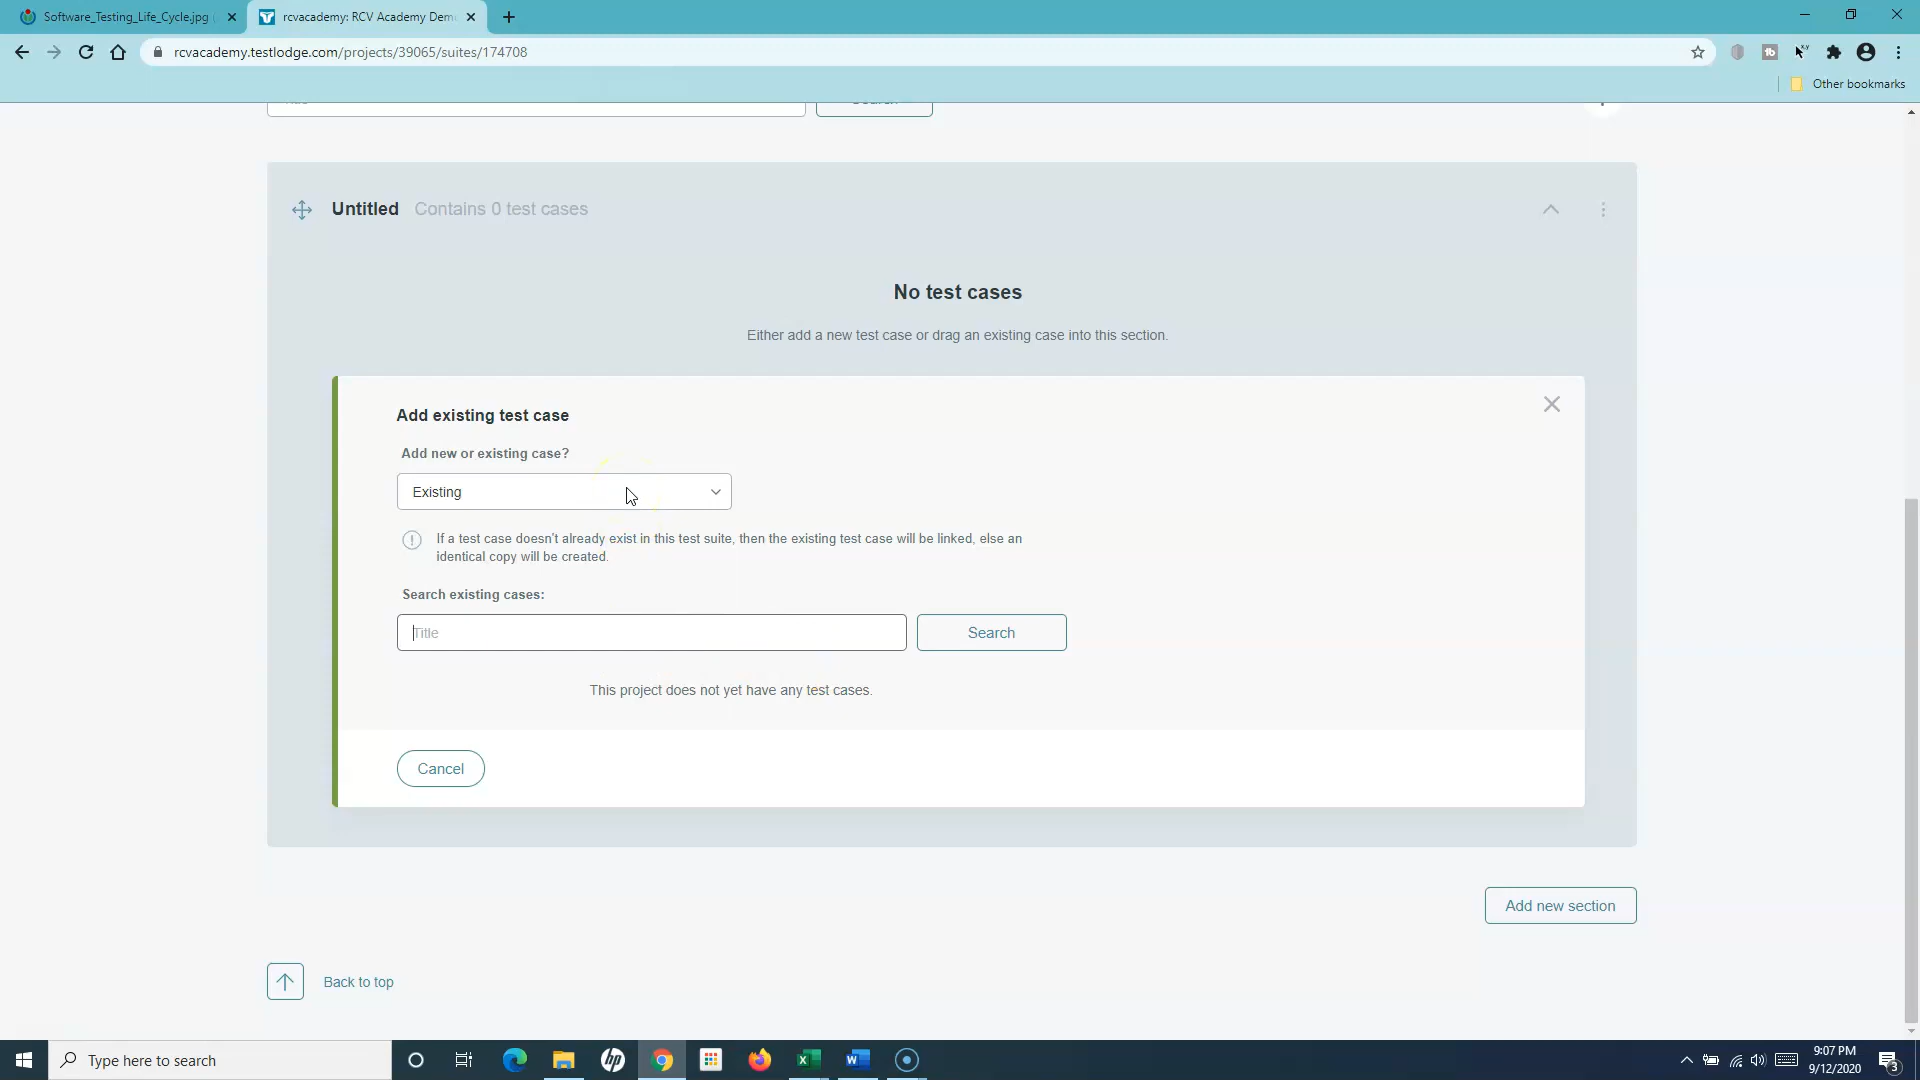 Software_Testing_Life_Cycle.jpg
rcvacademy: RCV Academy Dem
rcvacademy.testlodge.com/projects/39065/suites/174708
Other bookmarks
Untitled Contains 0 test cases
No test cases
Either add a new test case or drag an existing case into this section.
Add existing test case
Add new or existing case?
Existing
If a test case doesn't already exist in this test suite, then the existing test case will be linked, else an
identical copy will be created.
Search existing cases:
Title
Search
This project does not yet have any test cases.
Cancel
Add new section
Back to top
Type here to search
9:07 PM
9/12/2020
3